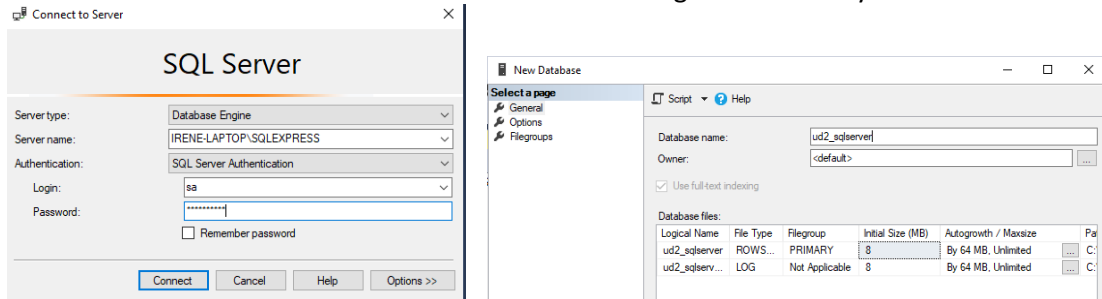 Connect to Server
SQL Server
Server type: Database Engine
Server name: IRENE-LAPTOP\SQLEXPRESS
Authentication: SQL Server Authentication
Login: sa
Password: **********
Remember password
Connect Cancel Help Options >>
New Database
Select a page
General
Options
Filegroups
Script Help
Database name: ud2_sqlserver
Owner: <default> ...
Use full-text indexing
Database files:
Logical Name File Type Filegroup Initial Size (MB) Autogrowth / Maxsize
ud2_sqlserver ROWS... PRIMARY 8 By 64 MB, Unlimited ... C:\
ud2_sqlserv... LOG Not Applicable 8 By 64 MB, Unlimited ... C:\